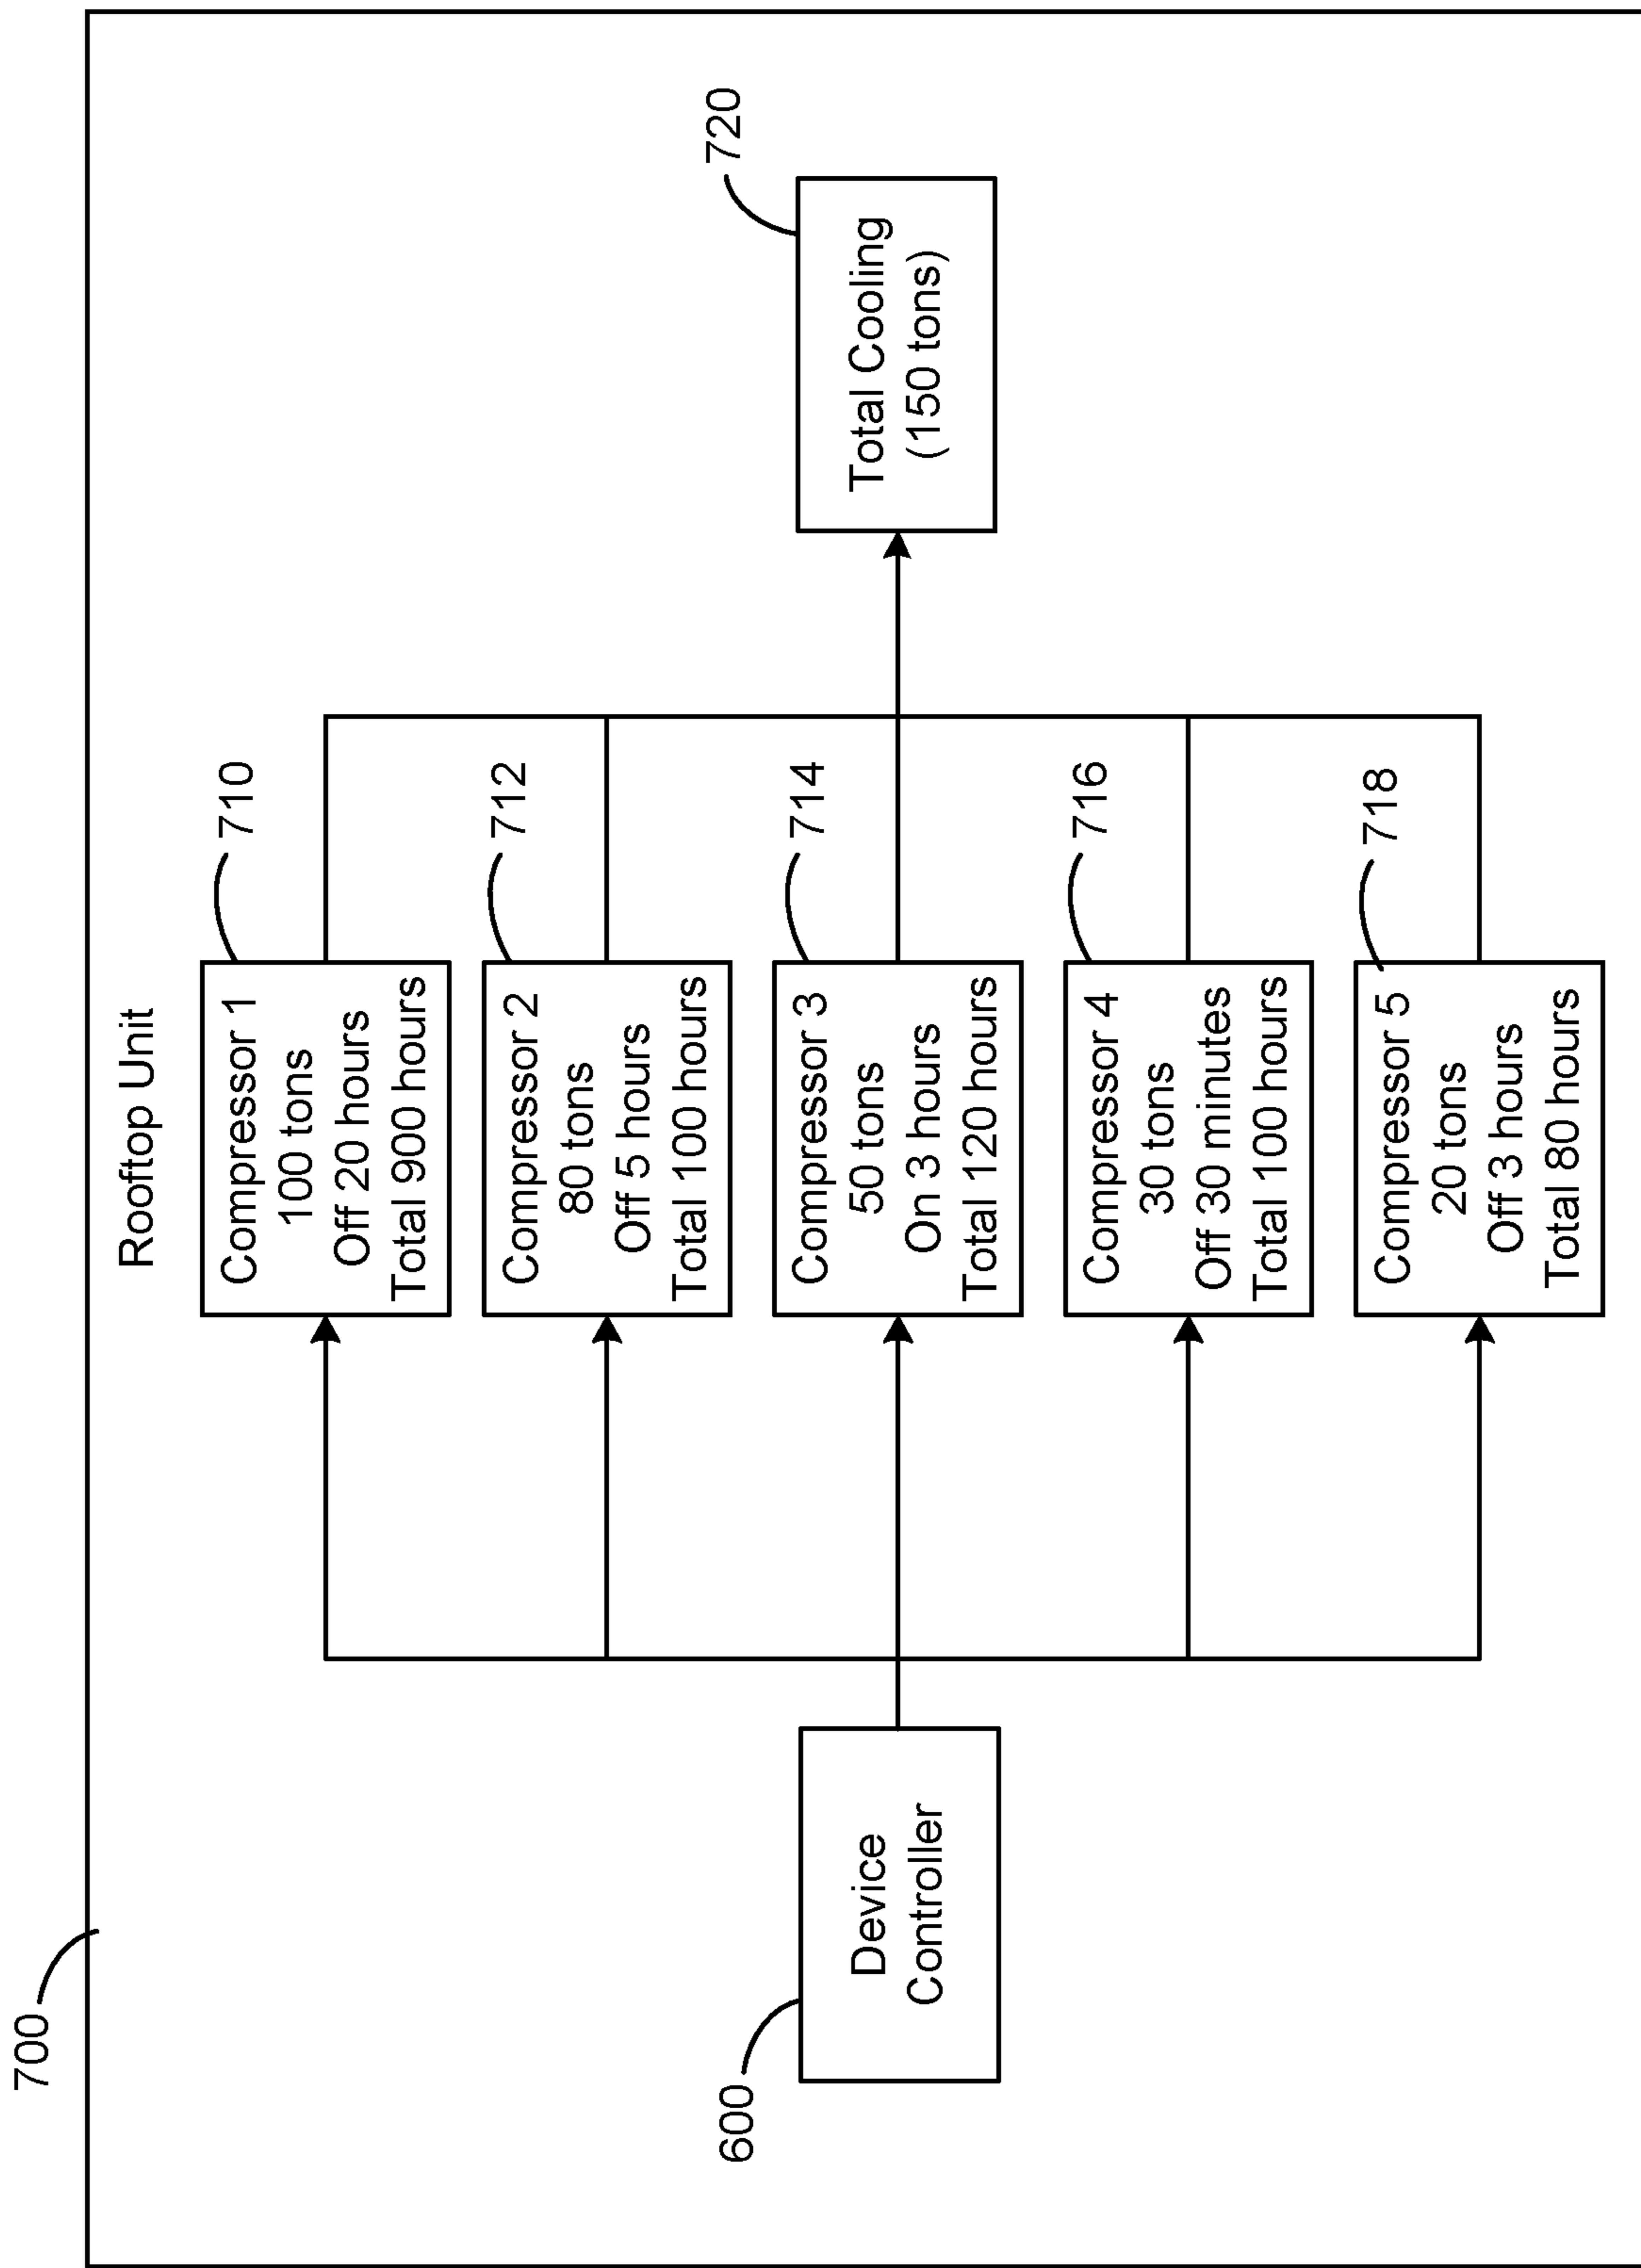 700
Rooftop Unit
600
Device
Controller
710
Compressor 1
100 tons
Off 20 hours
Total 900 hours
712
Compressor 2
80 tons
Off 5 hours
Total 100 hours
714
Compressor 3
50 tons
On 3 hours
Total 120 hours
716
Compressor 4
30 tons
Off 30 minutes
Total 100 hours
718
Compressor 5
20 tons
Off 3 hours
Total 80 hours
720
Total Cooling
(150 tons)